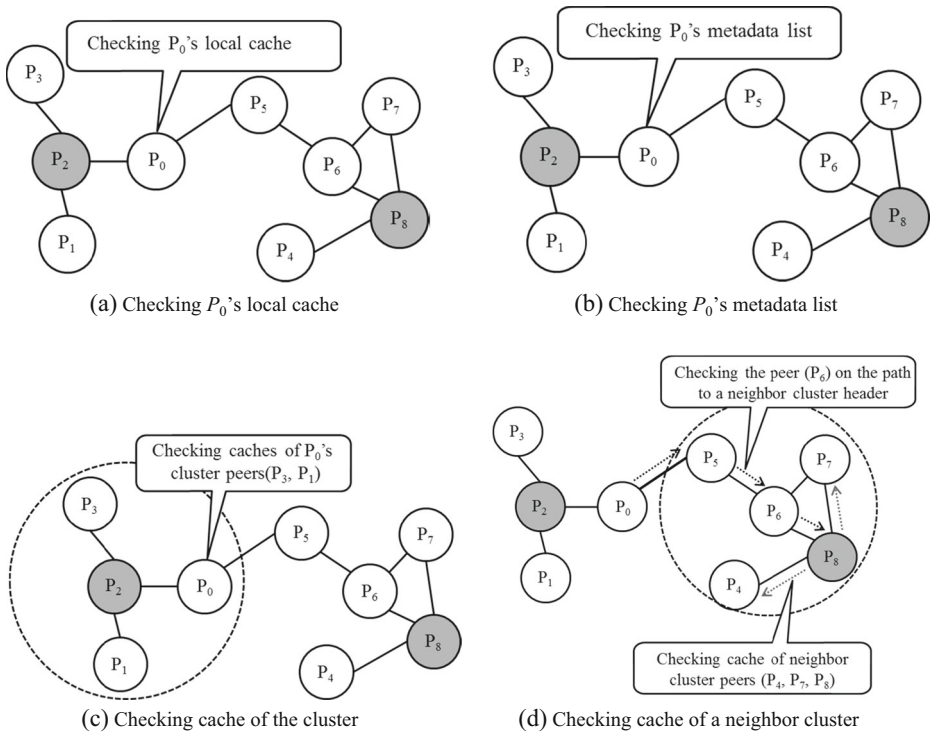 Checking P₀'s local cache
P₃
P₅
P₇
P₂
P₀
P₆
P₈
P₁
P₄
(a) Checking P₀'s local cache
Checking P₀'s metadata list
P₃
P₅
P₇
P₂
P₀
P₆
P₈
P₁
P₄
(b) Checking P₀'s metadata list
Checking caches of P₀'s
cluster peers(P₃, P₁)
P₃
P₅
P₇
P₂
P₀
P₆
P₈
P₁
P₄
(c) Checking cache of the cluster
Checking the peer (P₆) on the path
to a neighbor cluster header
P₃
P₅
P₇
P₂
P₀
P₆
P₈
P₁
P₄
Checking cache of neighbor
cluster peers (P₄, P₇, P₈)
(d) Checking cache of a neighbor cluster